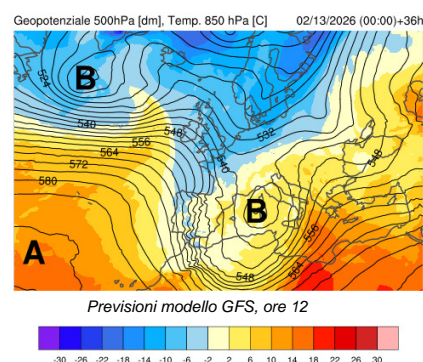 Geopotenziale 500hPa [dm], Temp. 850 hPa [C] 02/13/2026 (00:00)+36h
524
B
540
548
556
564
572
580
532
540
548
B
A
556
564
548
Previsioni modello GFS, ore 12
-30 -26 -22 -18 -14 -10 -6 -2 2 6 10 14 18 22 26 30